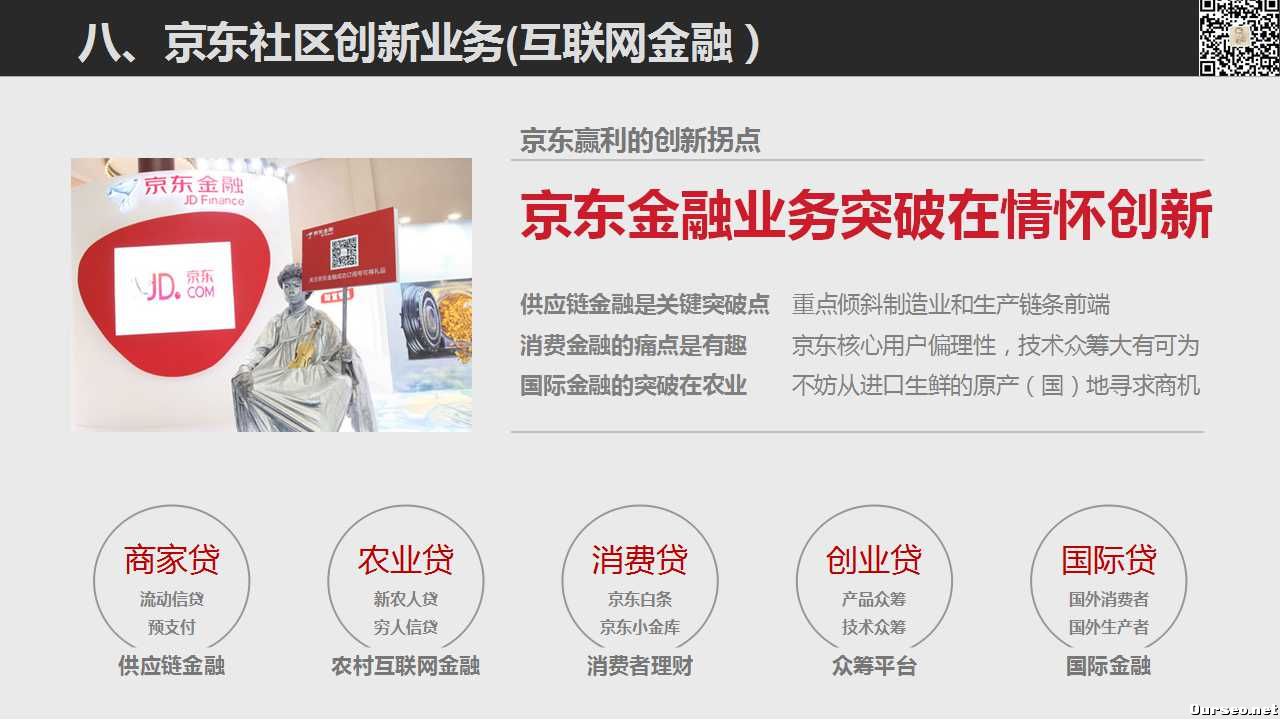 八、京东社区创新业务(互联网金融）
京东赢利的创新拐点
京东金融业务突破在情怀创新
京东金融
JD Finance
JD.
京东
.COM
京东金融
供应链金融是关键突破点 重点倾斜制造业和生产链条前端
消费金融的痛点是有趣 京东核心用户偏理性，技术众筹大有可为
国际金融的突破在农业 不妨从进口生鲜的原产（国）地寻求商机
商家贷
流动信贷
预支付
供应链金融
农业贷
新农人贷
穷人信贷
农村互联网金融
消费贷
京东白条
京东小金库
消费者理财
创业贷
产品众筹
技术众筹
众筹平台
国际贷
国外消费者
国外生产者
国际金融
Durseo.net